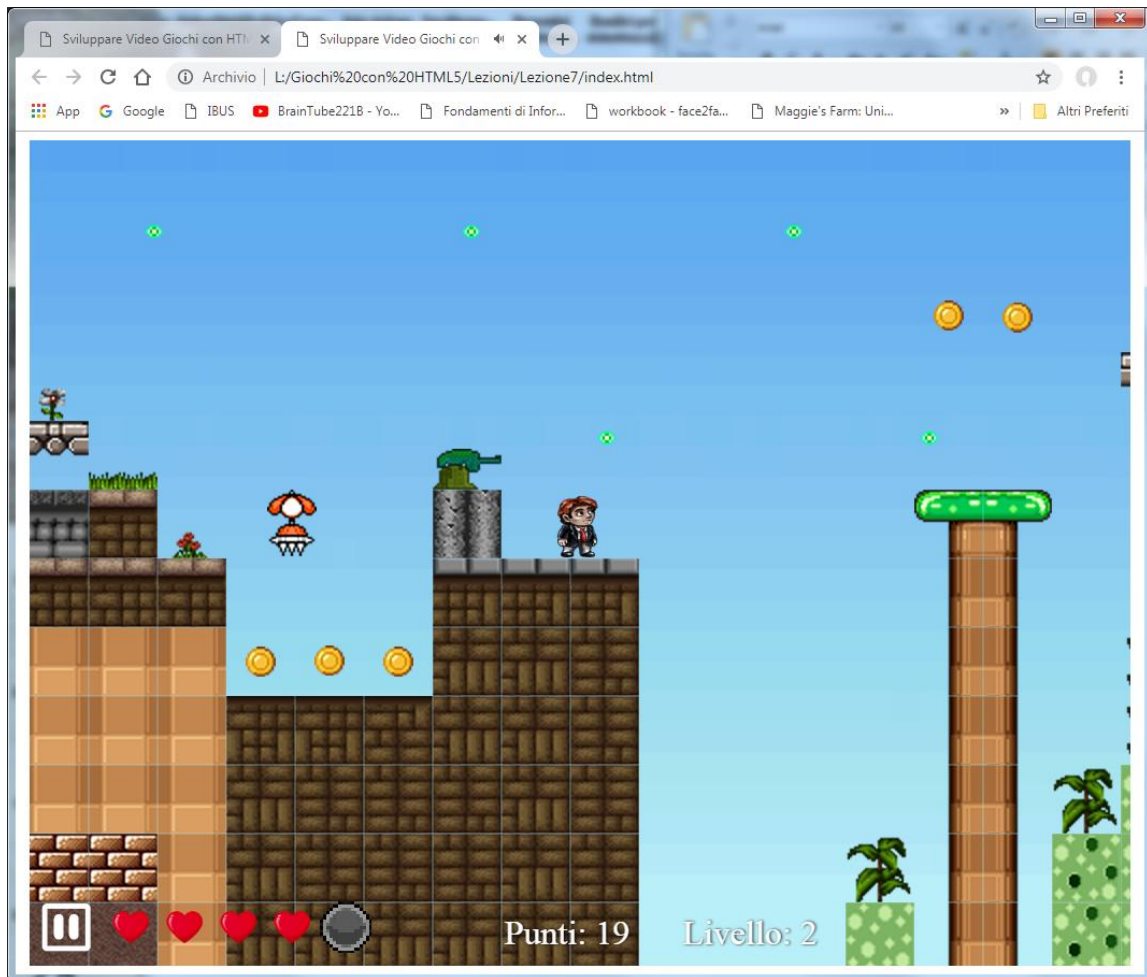 Sviluppare Video Giochi con HTM
Sviluppare Video Giochi con
Archivio | L:/Giochi%20con%20HTML5/Lezioni/Lezione7/index.html
App Google IBUS BrainTube221B - Yo... Fondamenti di Infor... workbook - face2fa... Maggie's Farm: Uni... » Altri Preferiti
Punti: 19 Livello: 2